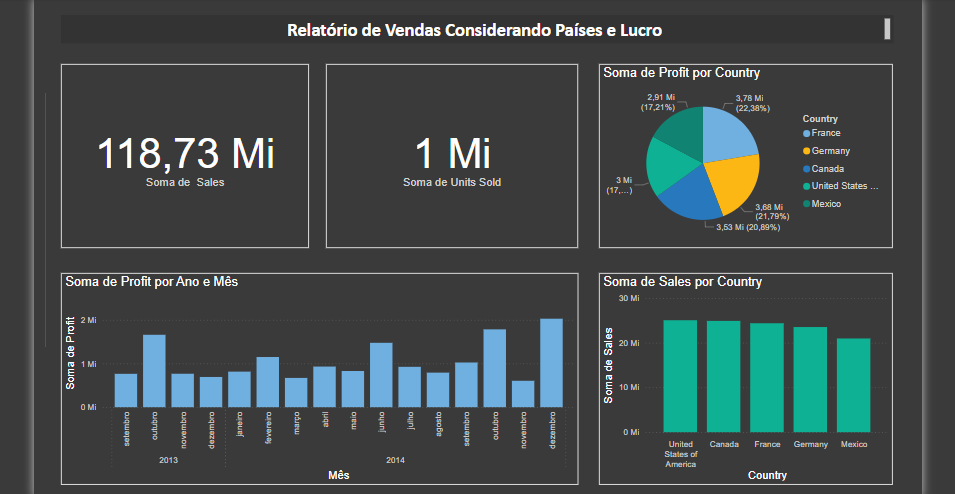 Relatório de Vendas Considerando Países e Lucro
118,73 Mi
Soma de Sales
1 Mi
Soma de Units Sold
Soma de Profit por Country
2,91 Mi
(17,21%)
3,78 Mi
(22,38%)
3 Mi
(17,...)
3,68 Mi
(21,79%)
3,53 Mi (20,89%)
Country
France
Germany
Canada
United States ...
Mexico
Soma de Profit por Ano e Mês
Soma de Profit
2 Mi
1 Mi
0 Mi
setembro
outubro
novembro
dezembro
janeiro
fevereiro
março
abril
maio
junho
julho
agosto
setembro
outubro
novembro
dezembro
2013
2014
Mês
Soma de Sales por Country
Soma de Sales
30 Mi
20 Mi
10 Mi
0 Mi
United
States of
America
Canada
France
Germany
Mexico
Country